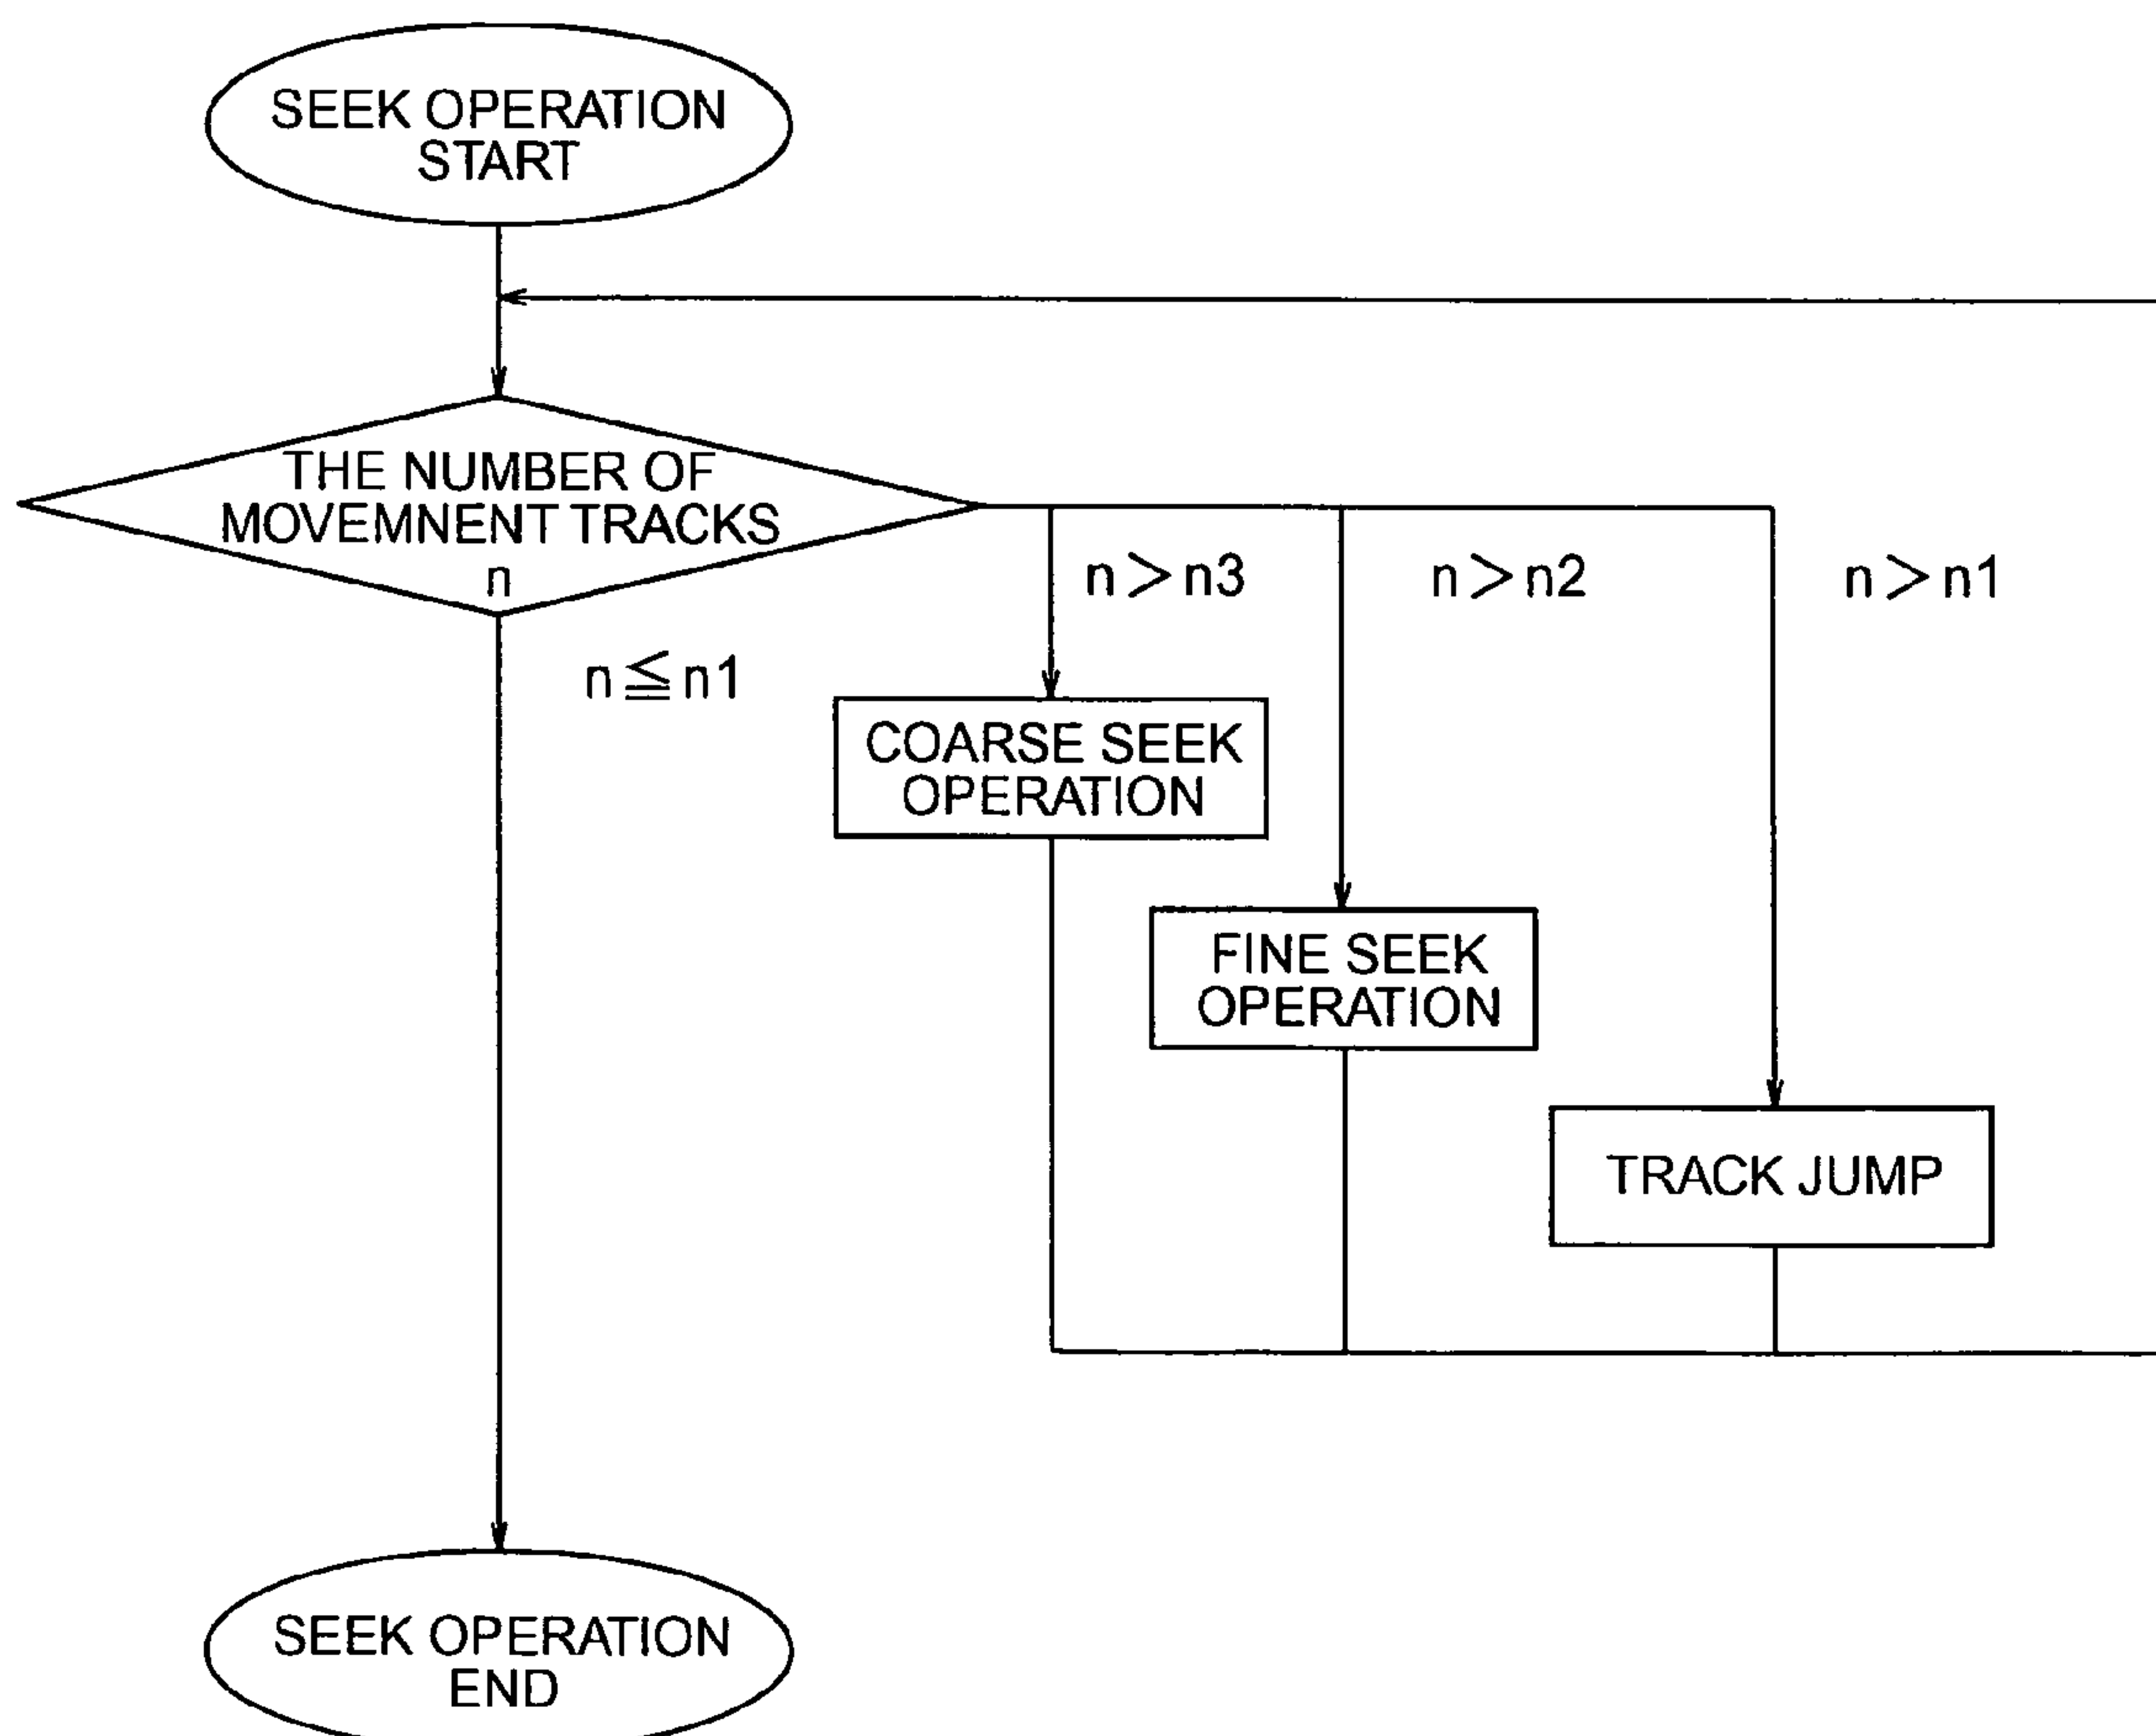 SEEK OPERATION
START
THE NUMBER OF
MOVEMNENT TRACKS
n
n>n3
n>n2
n>n1
n≦n1
COARSE SEEK
OPERATION
FINE SEEK
OPERATION
TRACK JUMP
SEEK OPERATION
END